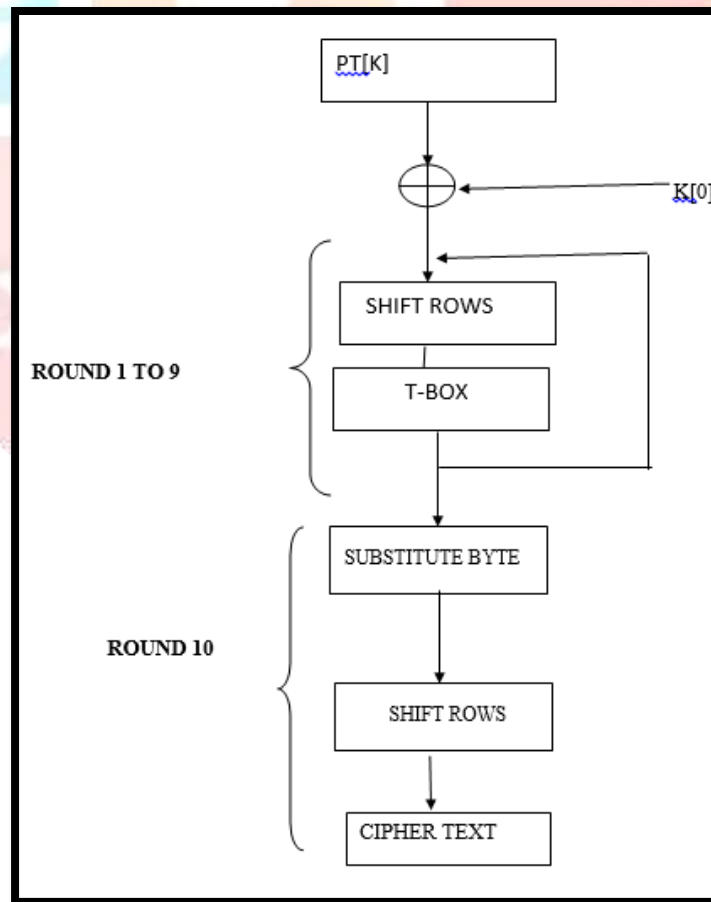 PT[K]
K[0]
SHIFT ROWS
ROUND 1 TO 9
T-BOX
SUBSTITUTE BYTE
ROUND 10
SHIFT ROWS
CIPHER TEXT